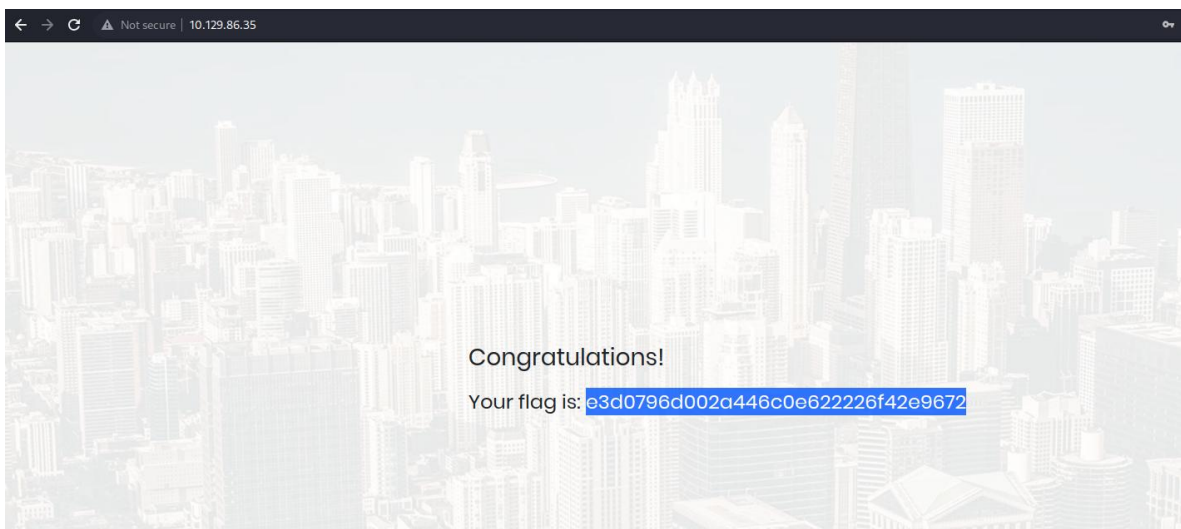 Not secure | 10.129.86.35
Congratulations!
Your flag is: e3d0796d002a446c0e622226f42e9672